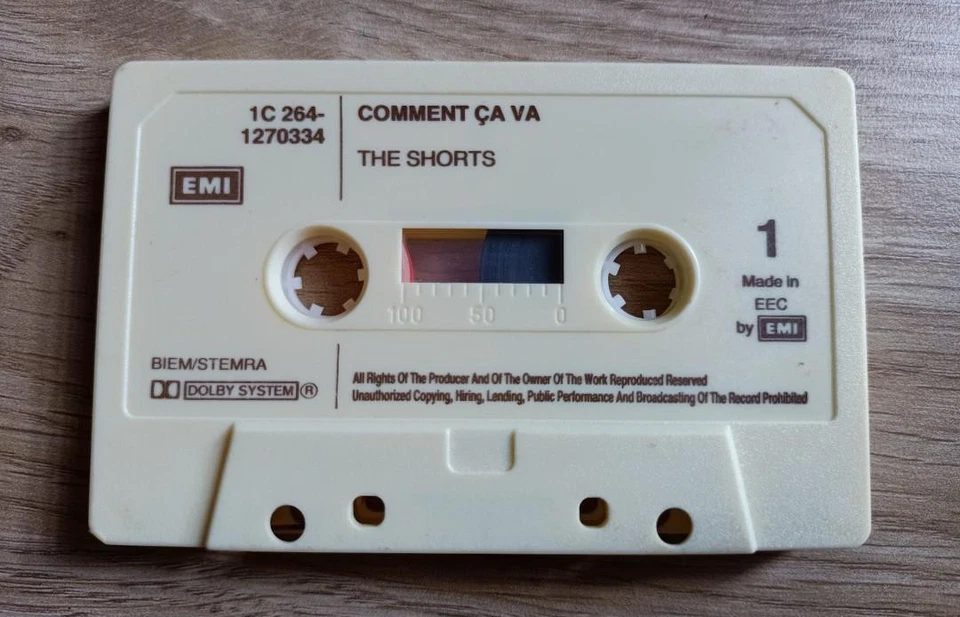 1C 264-
1270334
COMMENT ÇA VA
THE SHORTS
EMI
1
100 50 0
Made in
EEC
by EMI
BIEM/STEMRA
DOLBY SYSTEM ®
All Rights Of The Producer And Of The Owner Of The Work Reproduced Reserved
Unauthorized Copying, Hiring, Lending, Public Performance And Broadcasting Of The Record Prohibited